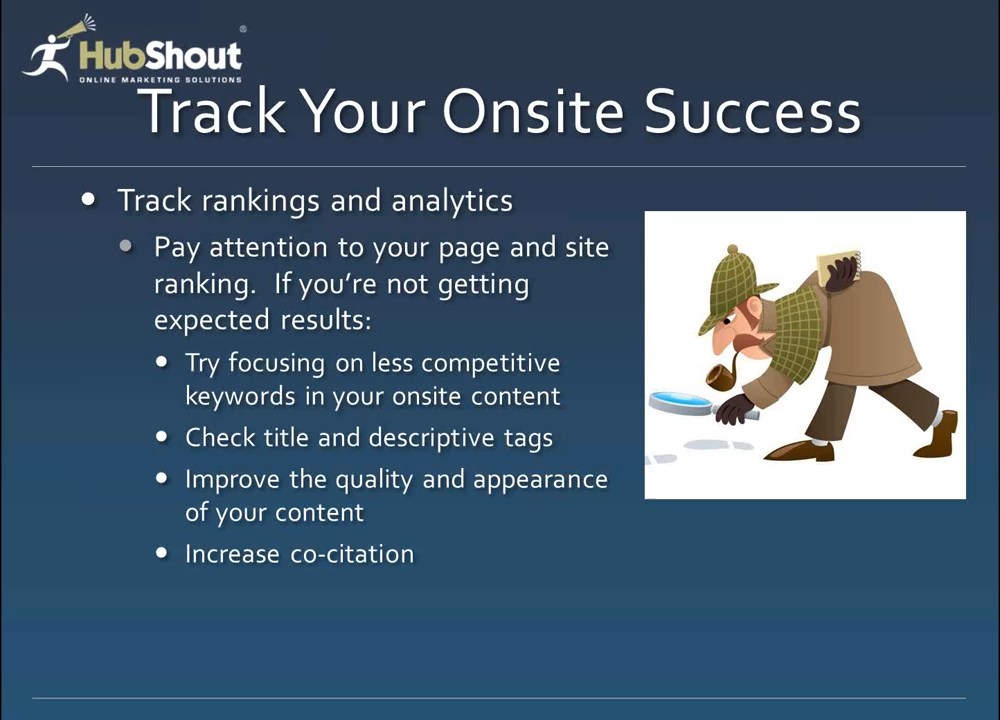 HubShout®
ONLINE MARKETING SOLUTIONS
Track Your Onsite Success
Track rankings and analytics
Pay attention to your page and site
ranking.  If you’re not getting
expected results:
Try focusing on less competitive
keywords in your onsite content
Check title and descriptive tags
Improve the quality and appearance
of your content
Increase co-citation